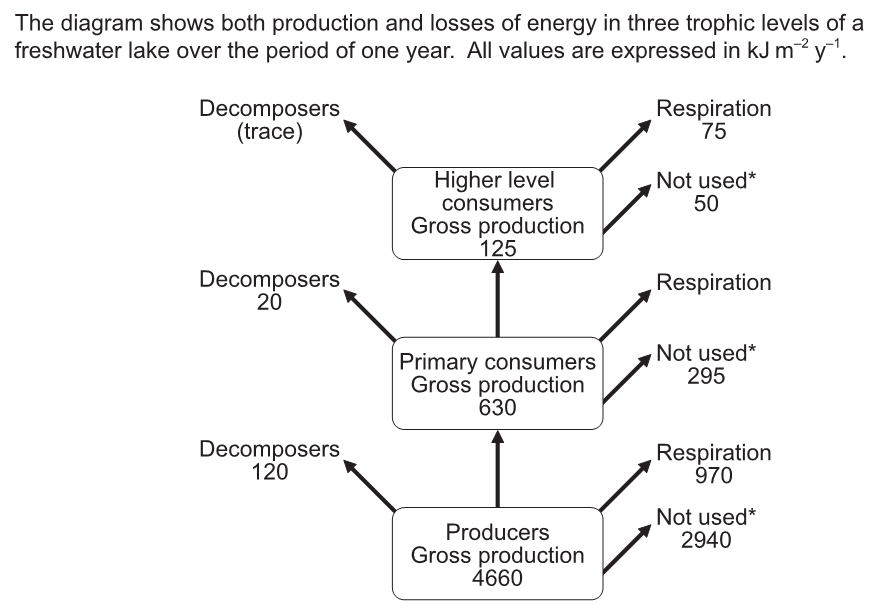 The diagram shows both production and losses of energy in three trophic levels of a
freshwater lake over the period of one year.  All values are expressed in kJ m⁻² y⁻¹.
Decomposers
(trace)
Respiration
75
Higher level
consumers
Gross production
125
Not used*
50
Decomposers
20
Respiration
Primary consumers
Gross production
630
Not used*
295
Decomposers
120
Respiration
970
Producers
Gross production
4660
Not used*
2940